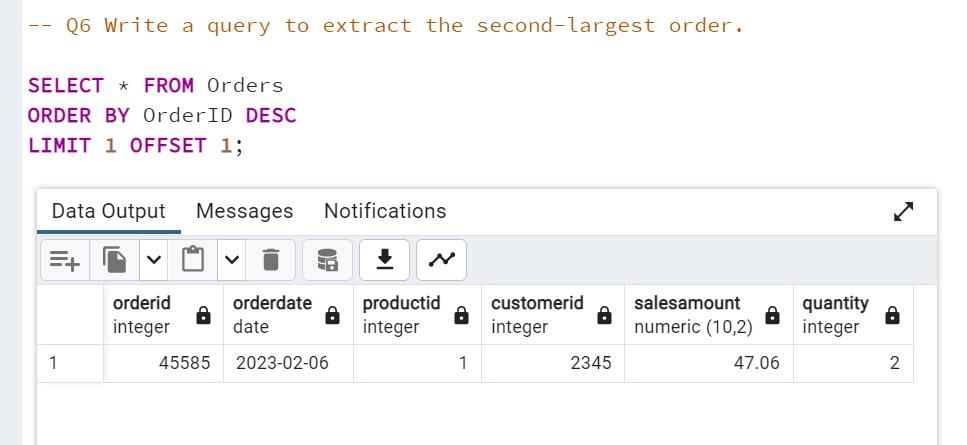 -- Q6 Write a query to extract the second-largest order.
SELECT * FROM Orders
ORDER BY OrderID DESC
LIMIT 1 OFFSET 1;
Data Output Messages Notifications
orderid orderdate productid customerid salesamount quantity
integer date integer integer numeric (10,2) integer
1 45585 2023-02-06 1 2345 47.06 2